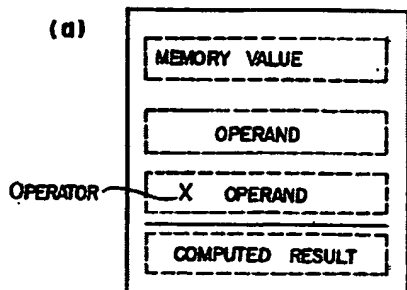 (a)
MEMORY VALUE
OPERAND
OPERATOR X OPERAND
COMPUTED RESULT